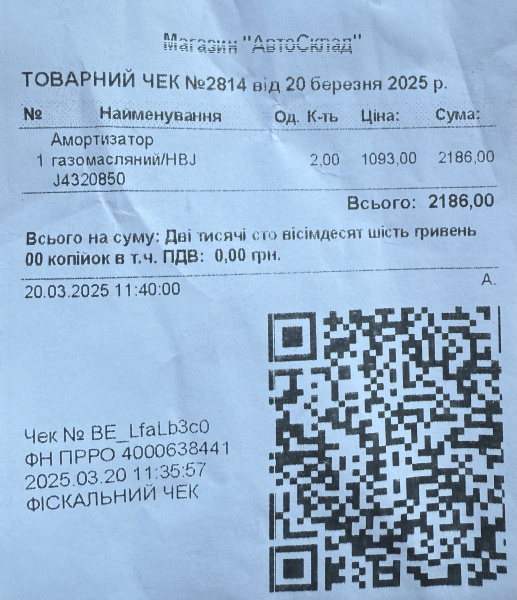 Магазин "АвтоСклад"
ТОВАРНИЙ ЧЕК №2814 від 20 березня 2025 р.
№ Найменування Од. К-ть Ціна: Сума:
Амортизатор
1 газомасляний/HBJ 2,00 1093,00 2186,00
J4320850
Всього: 2186,00
Всього на суму: Дві тисячі сто вісімдесят шість гривень
00 копійок в т.ч. ПДВ: 0,00 грн.
А.
20.03.2025 11:40:00
Чек № BE_LfaLb3c0
ФН ПРРО 4000638441
2025.03.20 11:35:57
ФІСКАЛЬНИЙ ЧЕК